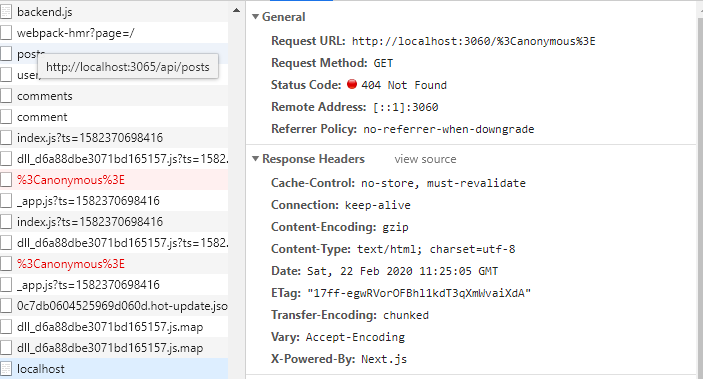 backend.js
webpack-hmr?page=/
posts
http://localhost:3065/api/posts
user
comments
comment
index.js?ts=1582370698416
dll_d6a88dbe3071bd165157.js?ts=1582.
%3Canonymous%3E
_app.js?ts=1582370698416
index.js?ts=1582370698416
dll_d6a88dbe3071bd165157.js?ts=1582.
%3Canonymous%3E
_app.js?ts=1582370698416
0c7db0604525969d060d.hot-update.jso
dll_d6a88dbe3071bd165157.js.map
dll_d6a88dbe3071bd165157.js.map
localhost
General
Request URL: http://localhost:3060/%3Canonymous%3E
Request Method: GET
Status Code: 404 Not Found
Remote Address: [::1]:3060
Referrer Policy: no-referrer-when-downgrade
Response Headers view source
Cache-Control: no-store, must-revalidate
Connection: keep-alive
Content-Encoding: gzip
Content-Type: text/html; charset=utf-8
Date: Sat, 22 Feb 2020 11:25:05 GMT
ETag: "17ff-egwRVorOFBhl1kdT3qXmWvaiXdA"
Transfer-Encoding: chunked
Vary: Accept-Encoding
X-Powered-By: Next.js